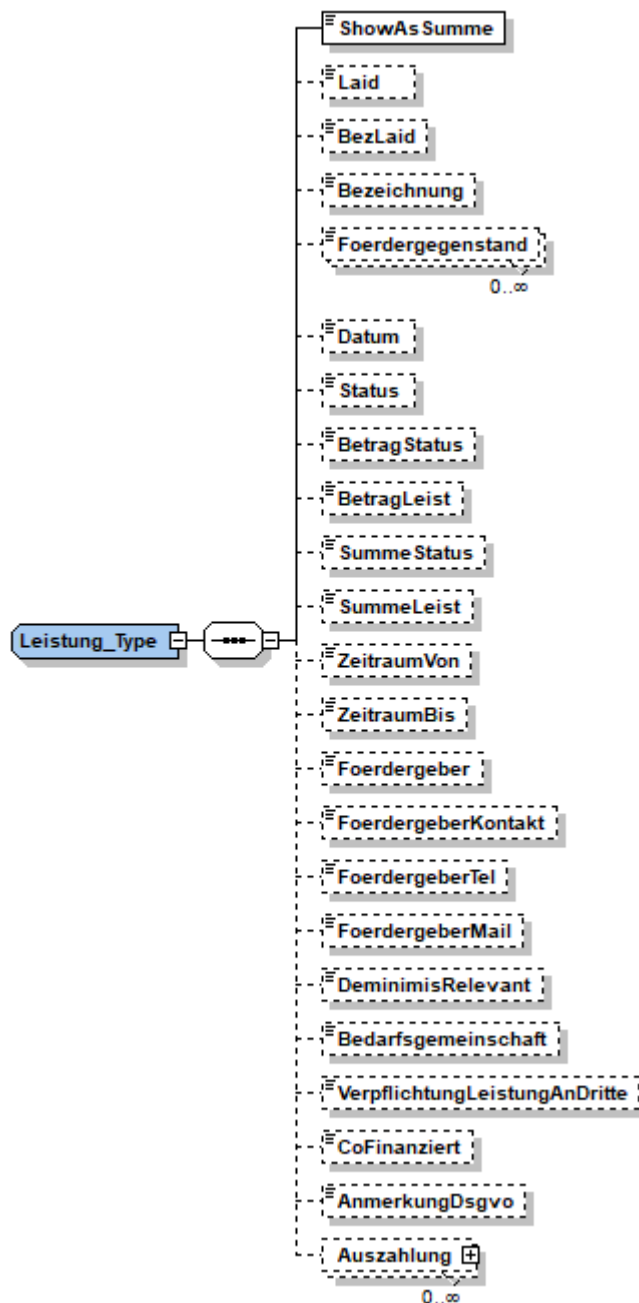 ShowAsSumme
Laid
BezLaid
Bezeichnung
Foerdergegenstand
0..∞
Datum
Status
BetragStatus
BetragLeist
SummeStatus
SummeLeist
Leistung_Type
ZeitraumVon
ZeitraumBis
Foerdergeber
FoerdergeberKontakt
FoerdergeberTel
FoerdergeberMail
DeminimisRelevant
Bedarfsgemeinschaft
VerpflichtungLeistungAnDritte
CoFinanziert
AnmerkungDsgvo
Auszahlung
0..∞